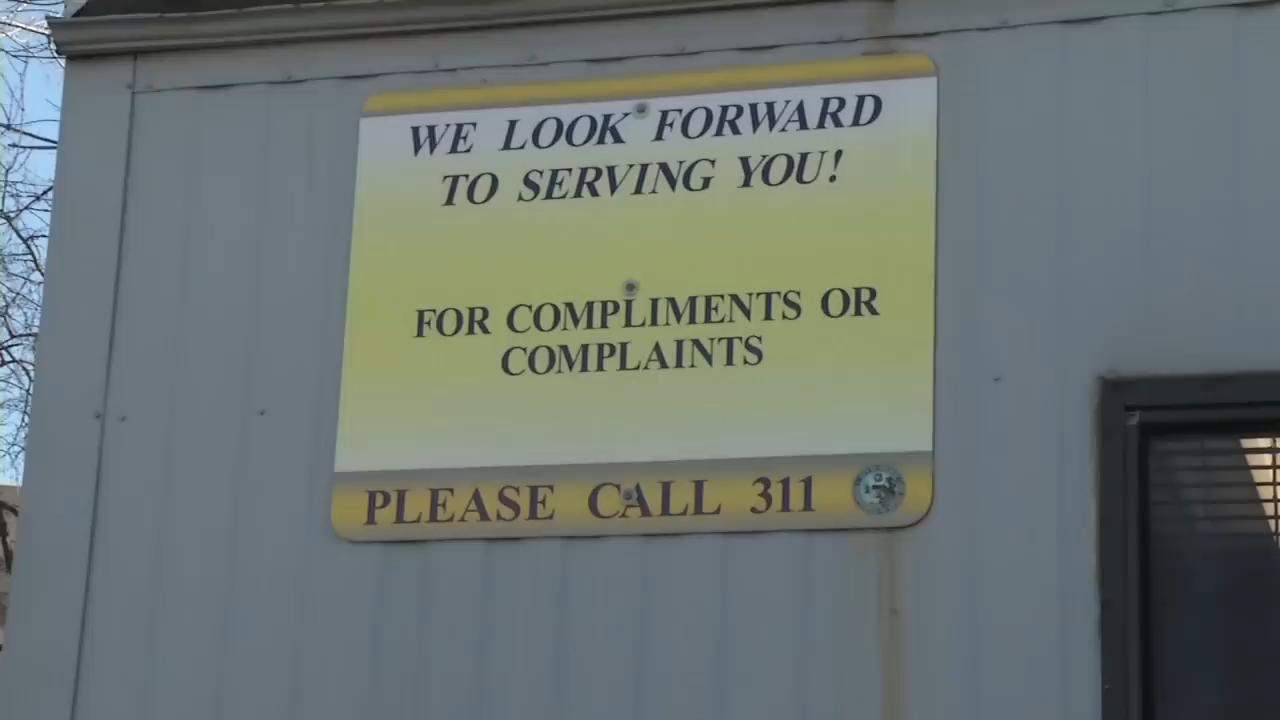 WE LOOK FORWARD
TO SERVING YOU!
FOR COMPLIMENTS OR
COMPLAINTS
PLEASE CALL 311